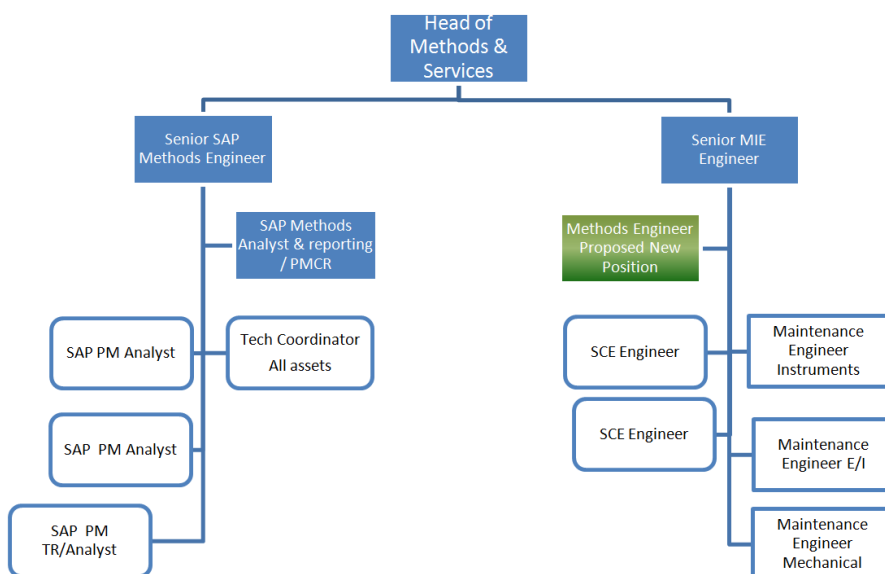 Head of
Methods &
Services
Senior SAP
Methods Engineer
Senior MIE
Engineer
SAP Methods
Analyst & reporting
/ PMCR
Methods Engineer
Proposed New
Position
SAP PM Analyst
Tech Coordinator
All assets
SCE Engineer
Maintenance
Engineer
Instruments
SAP PM Analyst
SCE Engineer
Maintenance
Engineer E/I
SAP PM
TR/Analyst
Maintenance
Engineer
Mechanical